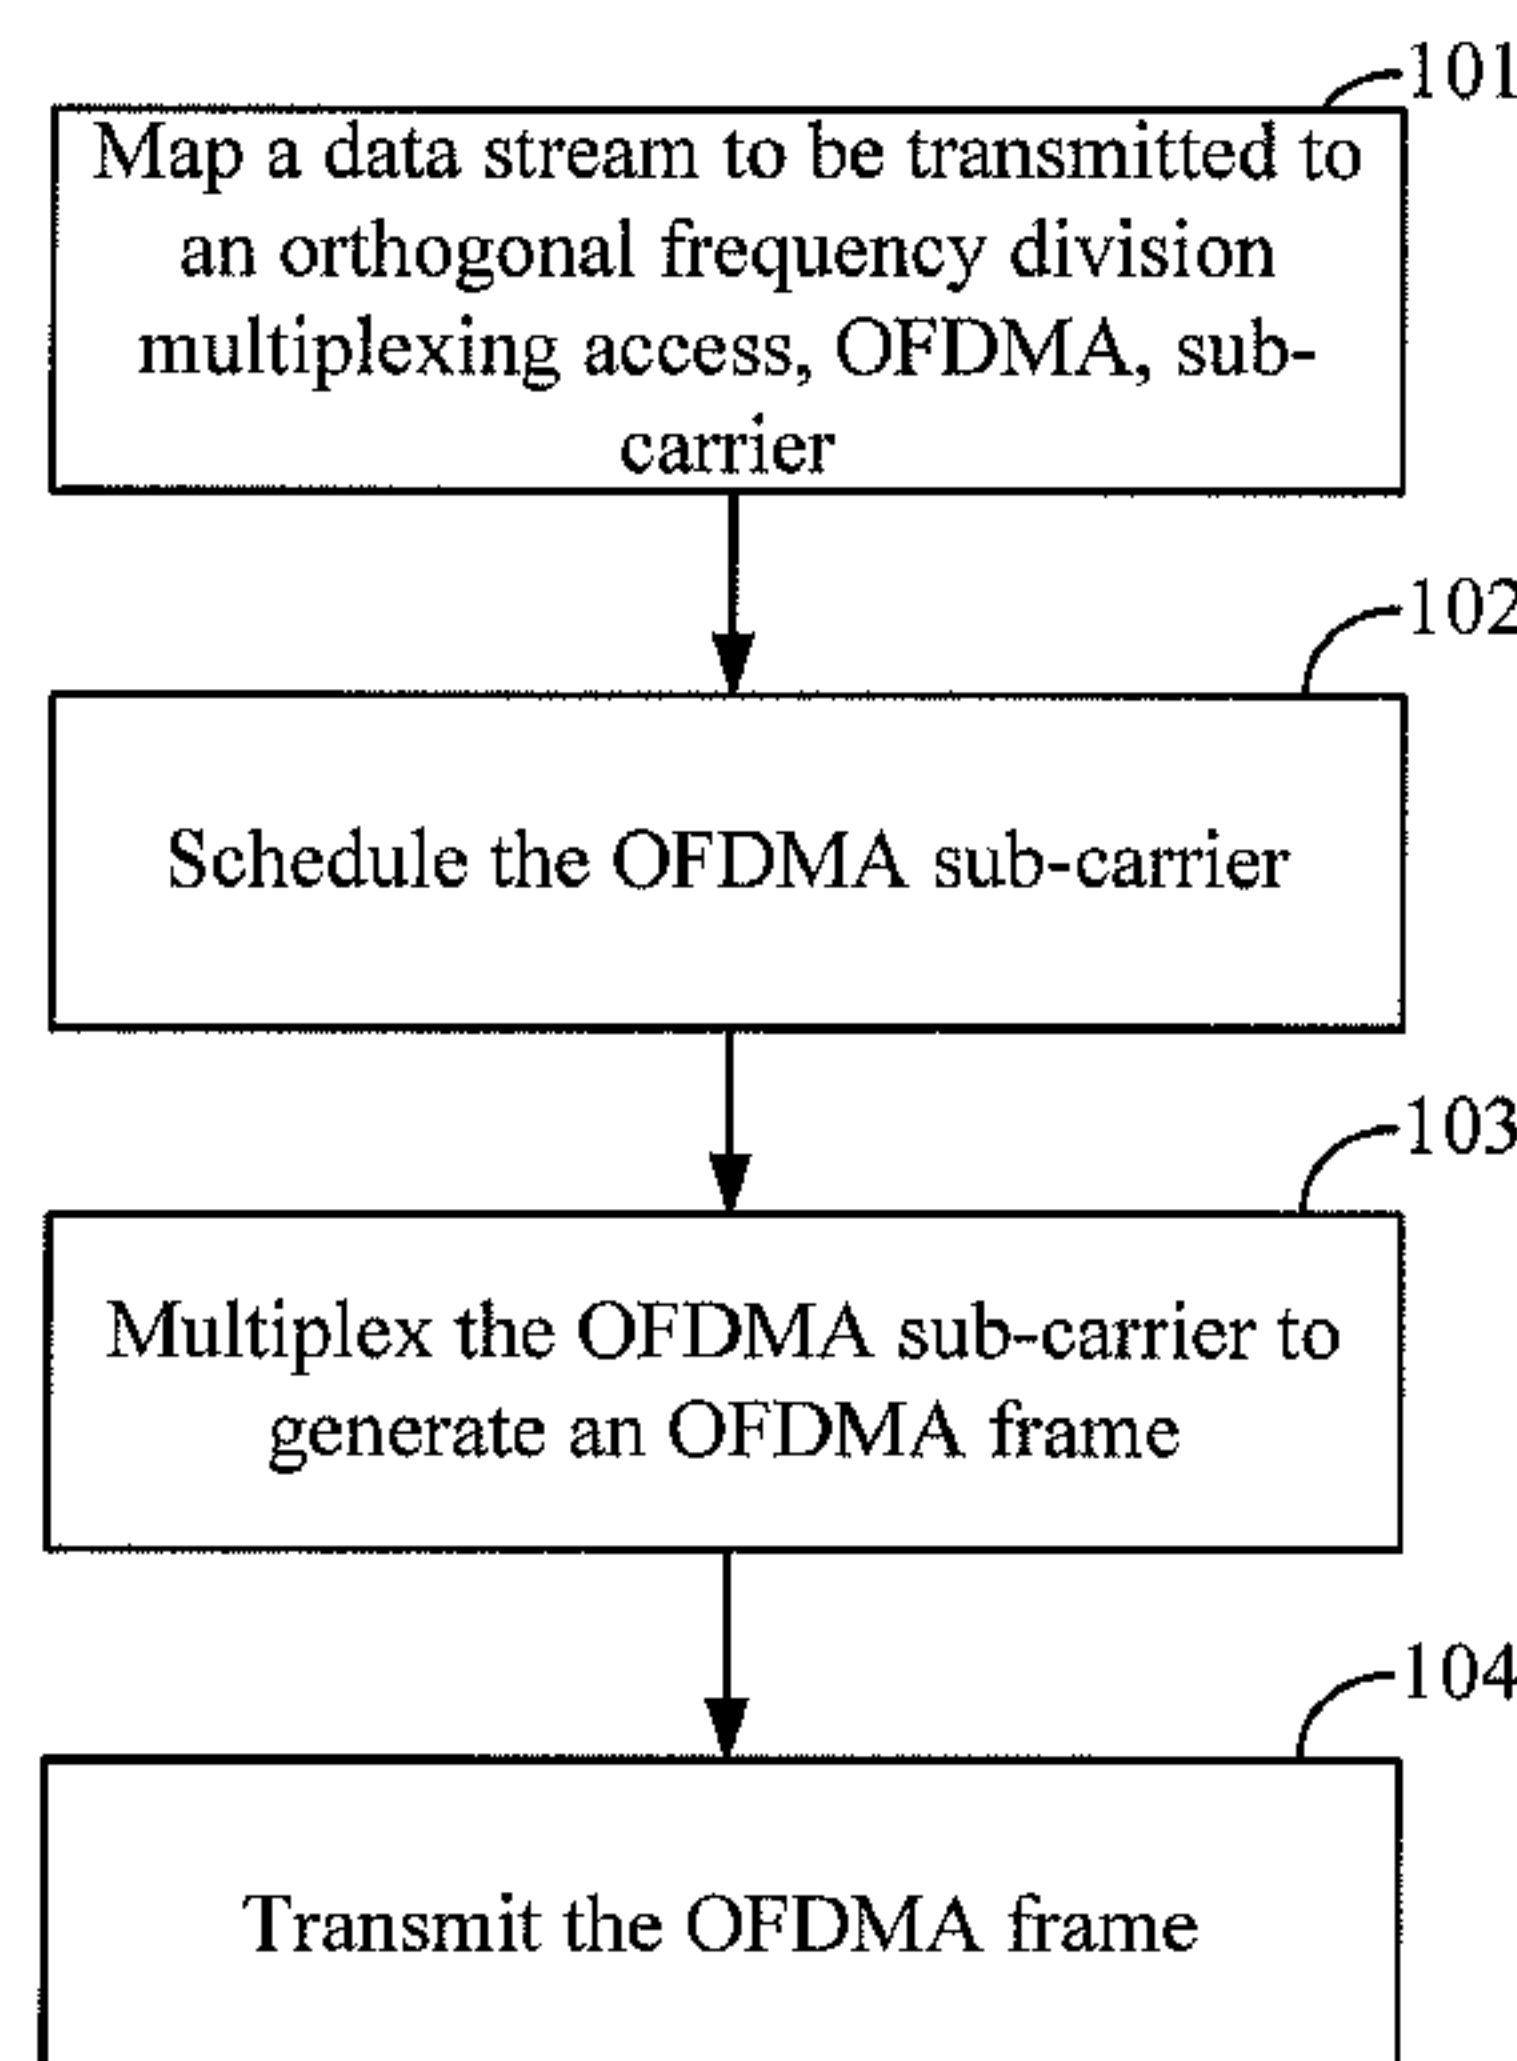 101
Map a data stream to be transmitted to
an orthogonal frequency division
multiplexing access, OFDMA, sub-
carrier
102
Schedule the OFDMA sub-carrier
103
Multiplex the OFDMA sub-carrier to
generate an OFDMA frame
104
Transmit the OFDMA frame